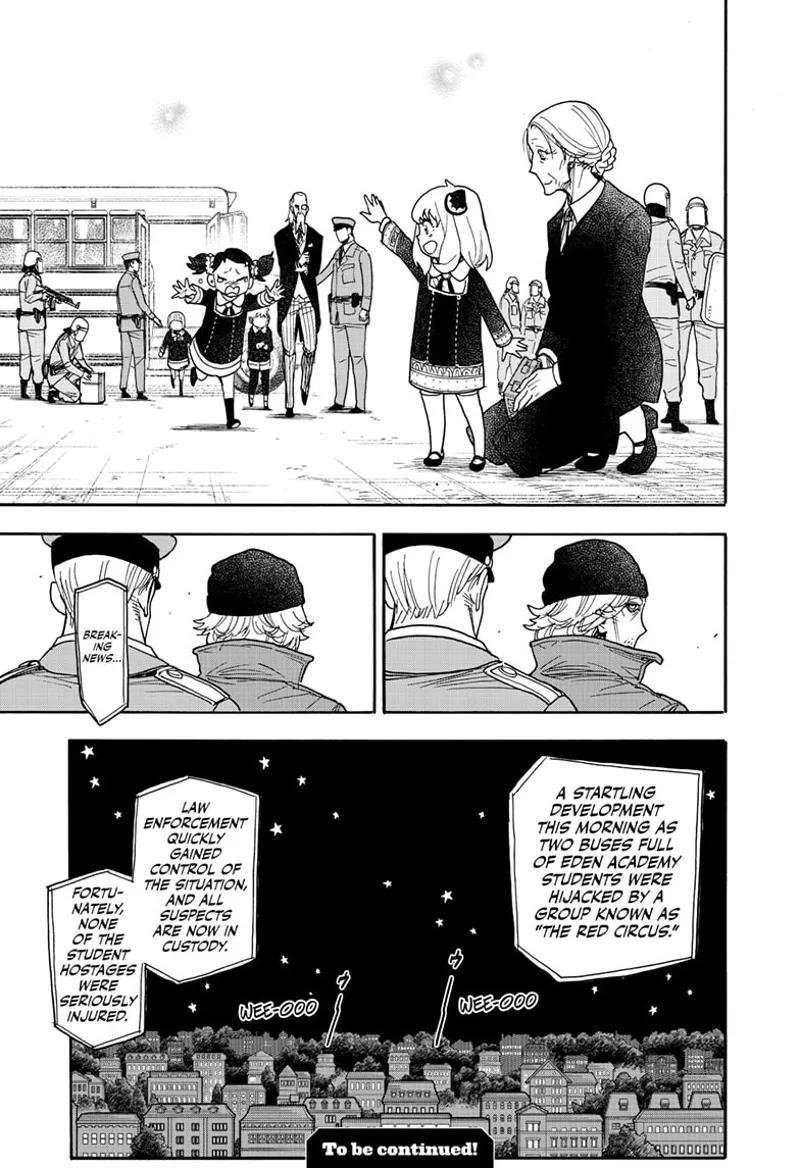 BREAK-
ING
NEWS...
A STARTLING
DEVELOPMENT
THIS MORNING AS
TWO BUSES FULL
OF EDEN ACADEMY
STUDENTS WERE
HIJACKED BY A
GROUP KNOWN AS
"THE RED CIRCUS."
LAW
ENFORCEMENT
QUICKLY
GAINED
CONTROL OF
THE SITUATION,
AND ALL
SUSPECTS
ARE NOW IN
CUSTODY.
FORTU-
NATELY,
NONE
OF THE
STUDENT
HOSTAGES
WERE
SERIOUSLY
INJURED.
ウー
WEE-OOO
ウー
WEE-OOO
To be continued!